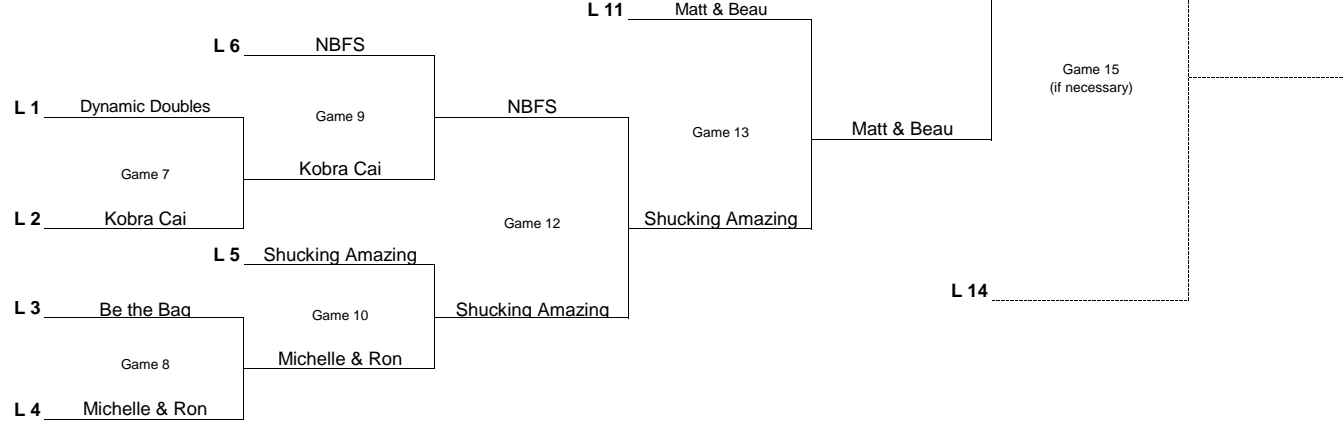 L 11 Matt & Beau
L 6 NBFS
Game 15
(if necessary)
L 1 Dynamic Doubles
NBFS
Game 9
Game 13
Matt & Beau
Kobra Cai
Game 7
L 2 Kobra Cai
Game 12
Shucking Amazing
L 5 Shucking Amazing
L 14
L 3 Be the Bag
Game 10
Shucking Amazing
Michelle & Ron
Game 8
L 4 Michelle & Ron